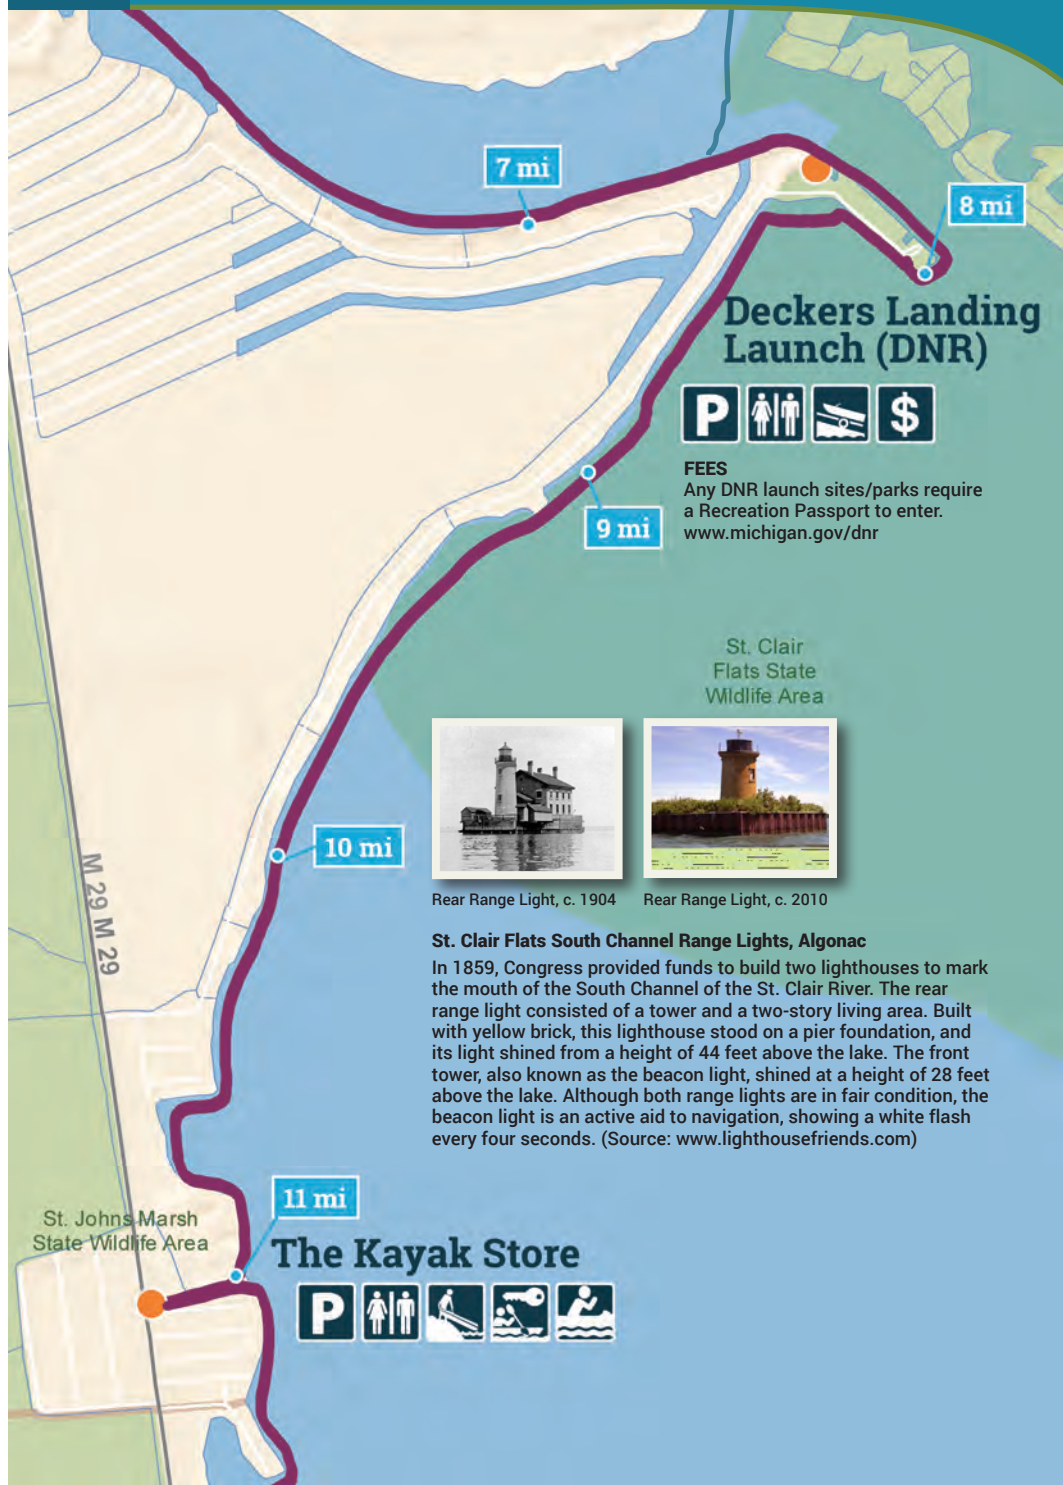 7 mi
8 mi
Deckers Landing
Launch (DNR)
P
$
FEES
Any DNR launch sites/parks require
a Recreation Passport to enter.
www.michigan.gov/dnr
9 mi
St. Clair
Flats State
Wildlife Area
10 mi
M 29 M 29
Rear Range Light, c. 1904
Rear Range Light, c. 2010
St. Clair Flats South Channel Range Lights, Algonac
In 1859, Congress provided funds to build two lighthouses to mark
the mouth of the South Channel of the St. Clair River. The rear
range light consisted of a tower and a two-story living area. Built
with yellow brick, this lighthouse stood on a pier foundation, and
its light shined from a height of 44 feet above the lake. The front
tower, also known as the beacon light, shined at a height of 28 feet
above the lake. Although both range lights are in fair condition, the
beacon light is an active aid to navigation, showing a white flash
every four seconds. (Source: www.lighthousefriends.com)
11 mi
St. Johns Marsh
State Wildlife Area
The Kayak Store
P